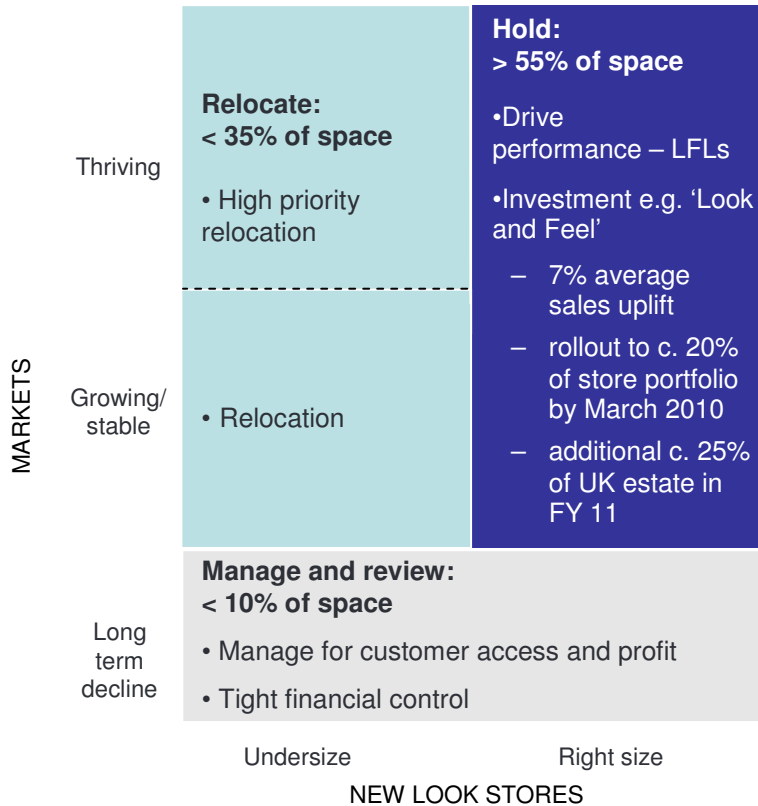 MARKETS
Thriving
Growing/
stable
Long
term
decline
Relocate:
< 35% of space
• High priority
relocation
• Relocation
Hold:
> 55% of space
•Drive
performance – LFLs
•Investment e.g. ‘Look
and Feel’
– 7% average
sales uplift
– rollout to c. 20%
of store portfolio
by March 2010
– additional c. 25%
of UK estate in
FY 11
Manage and review:
< 10% of space
• Manage for customer access and profit
• Tight financial control
Undersize
Right size
NEW LOOK STORES